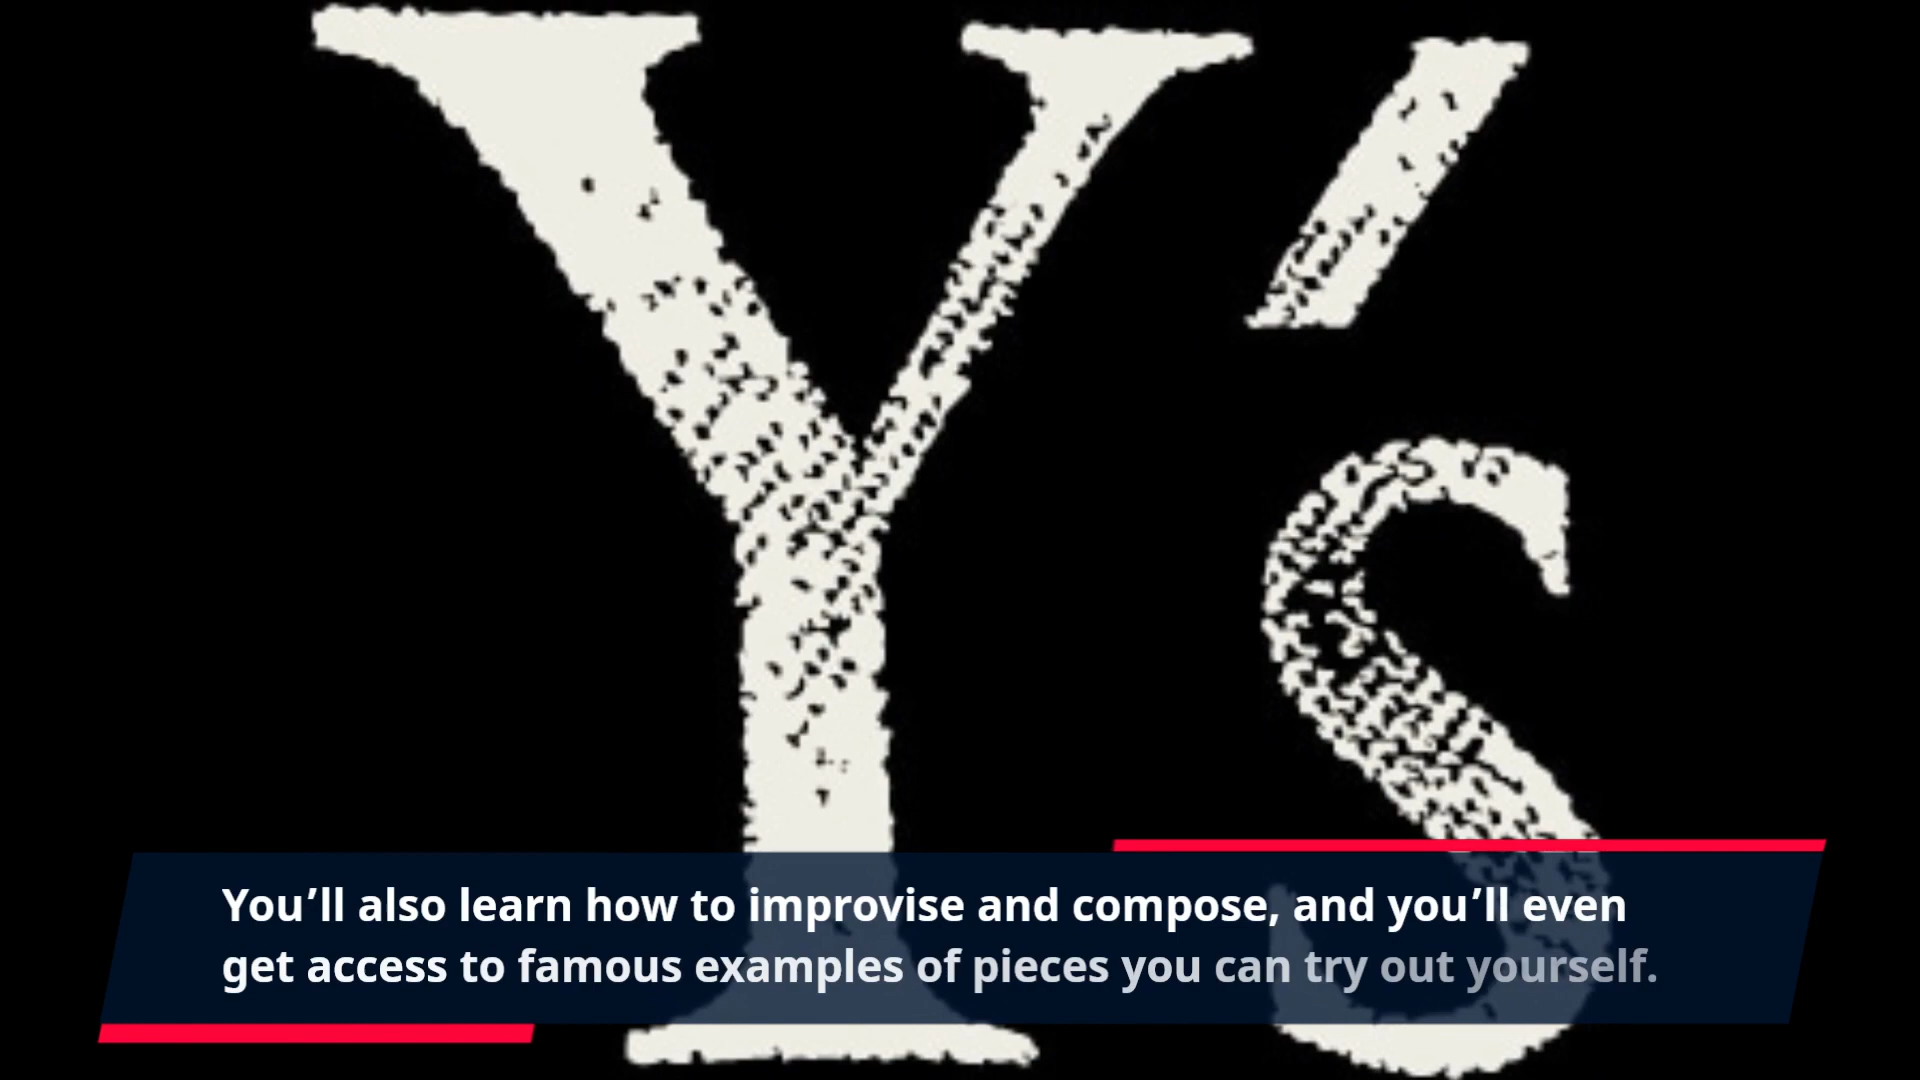 Y's
You’ll also learn how to improvise and compose, and you’ll even
get access to famous examples of pieces you can try out yourself.